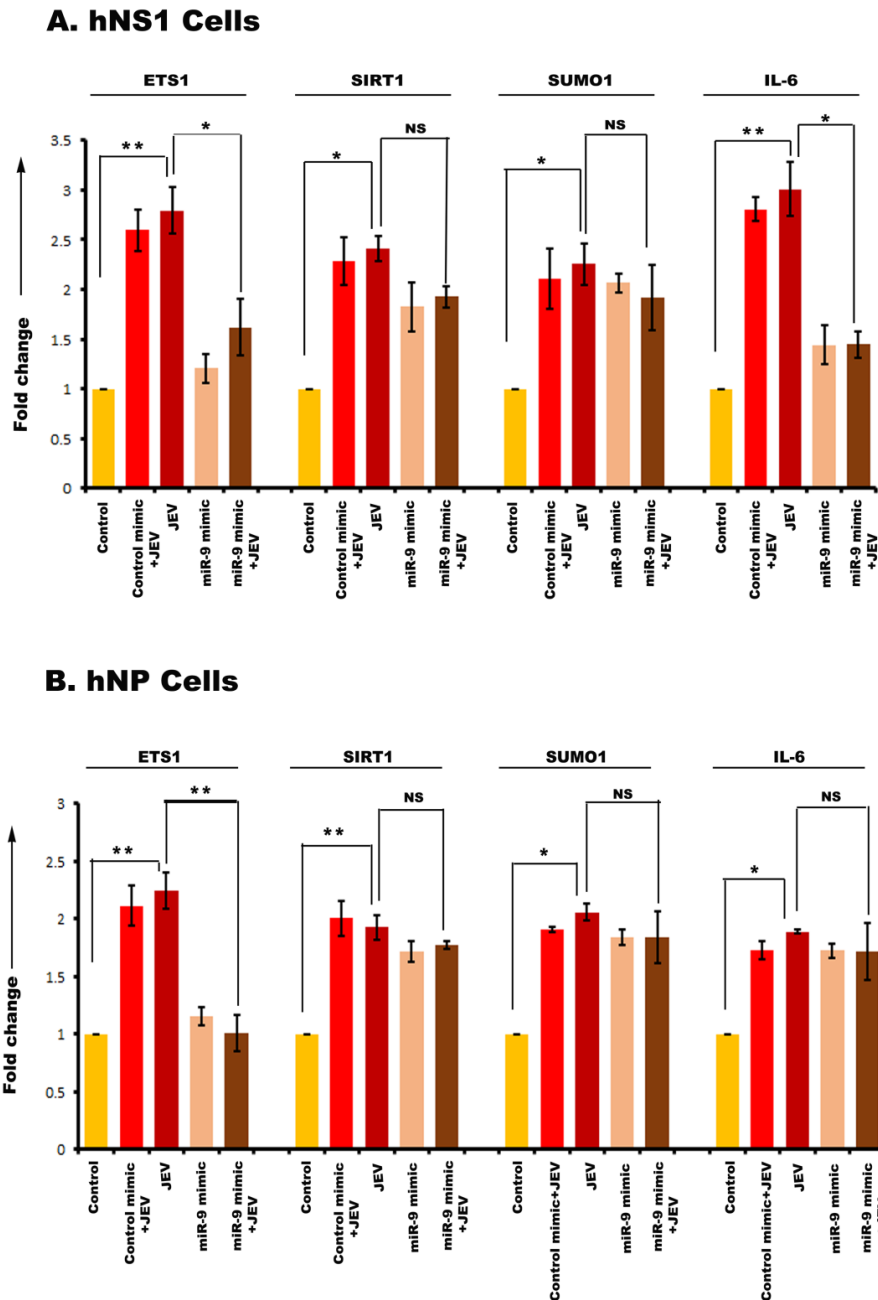 A. hNS1 Cells
ETS1 SIRT1 SUMO1 IL-6
** * * NS * NS ** *
Fold change
3.5
3
2.5
2
1.5
1
0.5
0
Control
Control mimic
+JEV
JEV
miR-9 mimic
miR-9 mimic
+JEV
Control
Control mimic
+JEV
JEV
miR-9 mimic
miR-9 mimic
+JEV
Control
Control mimic
+JEV
JEV
miR-9 mimic
miR-9 mimic
+JEV
Control
Control mimic
+JEV
JEV
miR-9 mimic
miR-9 mimic
+JEV
B. hNP Cells
ETS1 SIRT1 SUMO1 IL-6
** ** ** NS * NS * NS
Fold change
3
2.5
2
1.5
1
0.5
0
Control
Control mimic
+JEV
JEV
miR-9 mimic
miR-9 mimic
+JEV
Control
Control mimic
+JEV
JEV
miR-9 mimic
miR-9 mimic
+JEV
Control
Control mimic+JEV
JEV
miR-9 mimic
miR-9 mimic
+JEV
Control
Control mimic+JEV
JEV
miR-9 mimic
miR-9 mimic